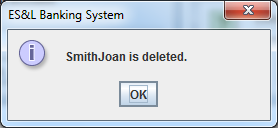 ES&L Banking System
SmithJoan is deleted.
OK